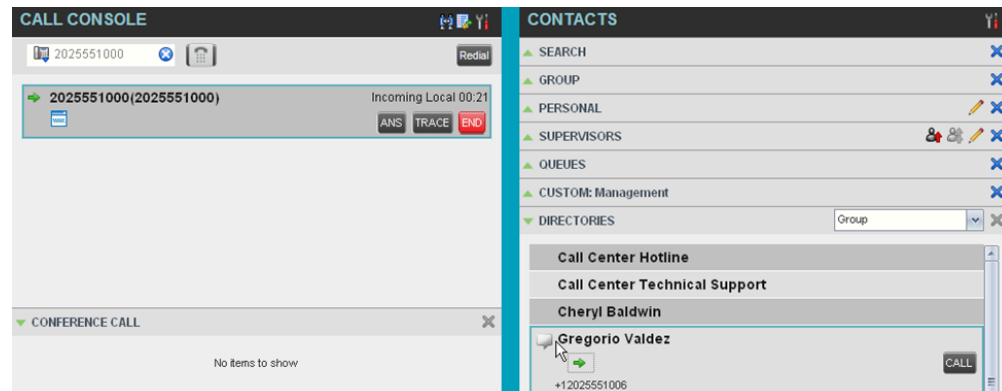 CALL CONSOLE
2025551000
Redial
2025551000(2025551000)
Incoming Local 00:21
ANS TRACE END
CONFERENCE CALL
No items to show
CONTACTS
SEARCH
GROUP
PERSONAL
SUPERVISORS
QUEUES
CUSTOM: Management
DIRECTORIES
Group
Call Center Hotline
Call Center Technical Support
Cheryl Baldwin
Gregorio Valdez
CALL
+12025551006